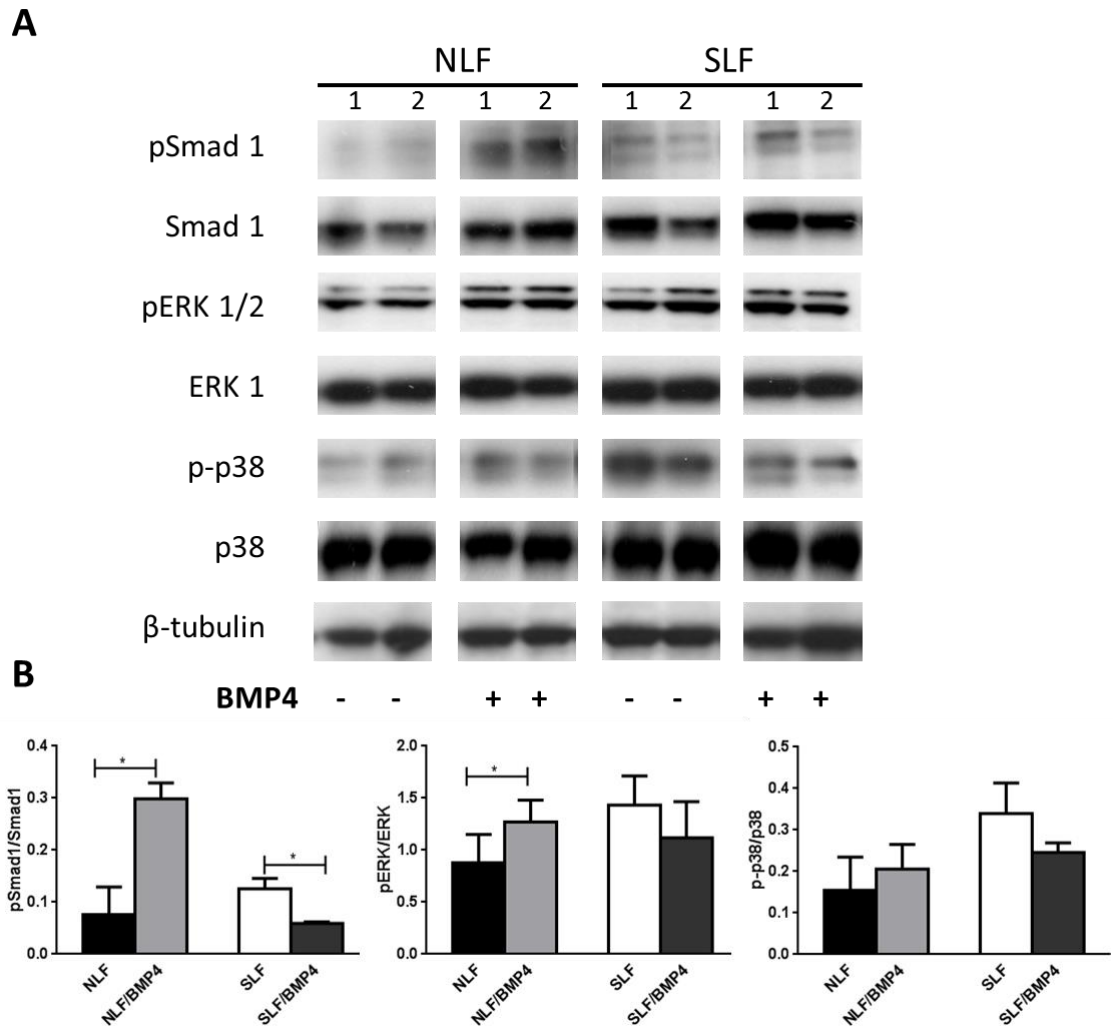 A
NLF SLF
1 2 1 2 1 2 1 2
pSmad 1
Smad 1
pERK 1/2
ERK 1
p-p38
p38
β-tubulin
B
BMP4 - - + + - - + +
pSmad1/Smad1
0.4
0.3
0.2
0.1
0.0
*
*
NLF
NLF/BMP4
SLF
SLF/BMP4
pERK/ERK
2.0
1.5
1.0
0.5
0.0
*
NLF
NLF/BMP4
SLF
SLF/BMP4
p-p38/p38
0.5
0.4
0.3
0.2
0.1
0.0
NLF
NLF/BMP4
SLF
SLF/BMP4